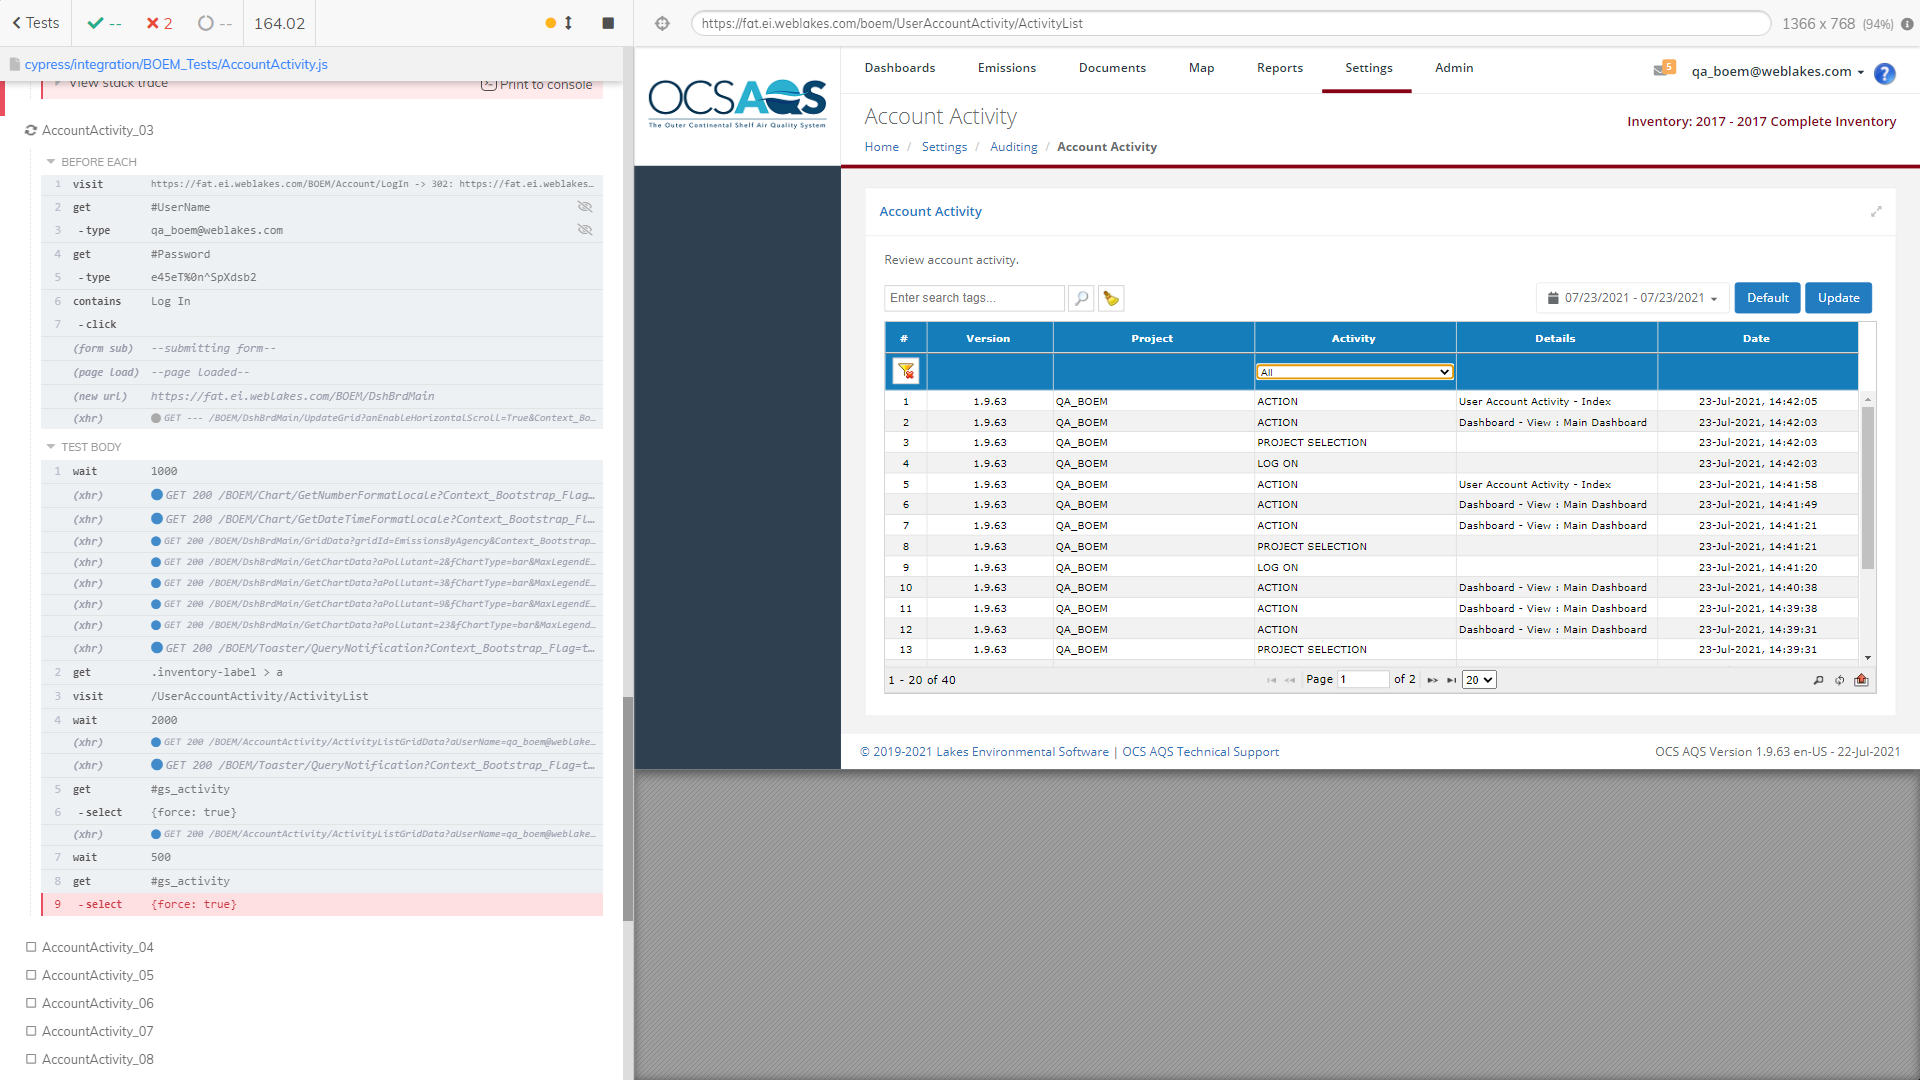 Tests
--
2
--
164.02
cypress/integration/BOEM_Tests/AccountActivity.js
View stack trace
Print to console
AccountActivity_03
BEFORE EACH
1 visit https://fat.ei.weblakes.com/BOEM/Account/LogIn -> 302: https://fat.ei.weblakes...
2 get #UserName
3 -type qa_boem@weblakes.com
4 get #Password
5 -type e45eT%0n^SpXdsb2
6 contains Log In
7 -click
(form sub) --submitting form--
(page load) --page loaded--
(new url) https://fat.ei.weblakes.com/BOEM/DshBrdMain
(xhr) GET --- /BOEM/DshBrdMain/UpdateGrid?anEnableHorizontalScroll=True&Context_Bo...
TEST BODY
1 wait 1000
(xhr) GET 200 /BOEM/Chart/GetNumberFormatLocale?Context_Bootstrap_Flag...
(xhr) GET 200 /BOEM/Chart/GetDateTimeFormatLocale?Context_Bootstrap_Fl...
(xhr) GET 200 /BOEM/DshBrdMain/GridData?gridId=EmissionsByAgency&Context_Bootstrap...
(xhr) GET 200 /BOEM/DshBrdMain/GetChartData?aPollutant=2&fChartType=bar&MaxLegendE...
(xhr) GET 200 /BOEM/DshBrdMain/GetChartData?aPollutant=3&fChartType=bar&MaxLegendE...
(xhr) GET 200 /BOEM/DshBrdMain/GetChartData?aPollutant=9&fChartType=bar&MaxLegendE...
(xhr) GET 200 /BOEM/DshBrdMain/GetChartData?aPollutant=23&fChartType=bar&MaxLegend...
(xhr) GET 200 /BOEM/Toaster/QueryNotification?Context_Bootstrap_Flag=t...
2 get .inventory-label > a
3 visit /UserAccountActivity/ActivityList
4 wait 2000
(xhr) GET 200 /BOEM/AccountActivity/ActivityListGridData?aUserName=qa_boem@weblake...
(xhr) GET 200 /BOEM/Toaster/QueryNotification?Context_Bootstrap_Flag=t...
5 get #gs_activity
6 -select {force: true}
(xhr) GET 200 /BOEM/AccountActivity/ActivityListGridData?aUserName=qa_boem@weblake...
7 wait 500
8 get #gs_activity
9 -select {force: true}
AccountActivity_04
AccountActivity_05
AccountActivity_06
AccountActivity_07
AccountActivity_08
https://fat.ei.weblakes.com/boem/UserAccountActivity/ActivityList
1366 x 768 (94%)
OCSAQS
The Outer Continental Shelf Air Quality System
Dashboards Emissions Documents Map Reports Settings Admin
5 qa_boem@weblakes.com ?
Account Activity
Inventory: 2017 - 2017 Complete Inventory
Home / Settings / Auditing / Account Activity
Account Activity
Review account activity.
Enter search tags...
07/23/2021 - 07/23/2021 Default Update
# Version Project Activity Details Date
All
1 1.9.63 QA_BOEM ACTION User Account Activity - Index 23-Jul-2021, 14:42:05
2 1.9.63 QA_BOEM ACTION Dashboard - View : Main Dashboard 23-Jul-2021, 14:42:03
3 1.9.63 QA_BOEM PROJECT SELECTION 23-Jul-2021, 14:42:03
4 1.9.63 QA_BOEM LOG ON 23-Jul-2021, 14:42:03
5 1.9.63 QA_BOEM ACTION User Account Activity - Index 23-Jul-2021, 14:41:58
6 1.9.63 QA_BOEM ACTION Dashboard - View : Main Dashboard 23-Jul-2021, 14:41:49
7 1.9.63 QA_BOEM ACTION Dashboard - View : Main Dashboard 23-Jul-2021, 14:41:21
8 1.9.63 QA_BOEM PROJECT SELECTION 23-Jul-2021, 14:41:21
9 1.9.63 QA_BOEM LOG ON 23-Jul-2021, 14:41:20
10 1.9.63 QA_BOEM ACTION Dashboard - View : Main Dashboard 23-Jul-2021, 14:40:38
11 1.9.63 QA_BOEM ACTION Dashboard - View : Main Dashboard 23-Jul-2021, 14:39:38
12 1.9.63 QA_BOEM ACTION Dashboard - View : Main Dashboard 23-Jul-2021, 14:39:31
13 1.9.63 QA_BOEM PROJECT SELECTION 23-Jul-2021, 14:39:31
1 - 20 of 40 Page 1 of 2 20
© 2019-2021 Lakes Environmental Software | OCS AQS Technical Support
OCS AQS Version 1.9.63 en-US - 22-Jul-2021